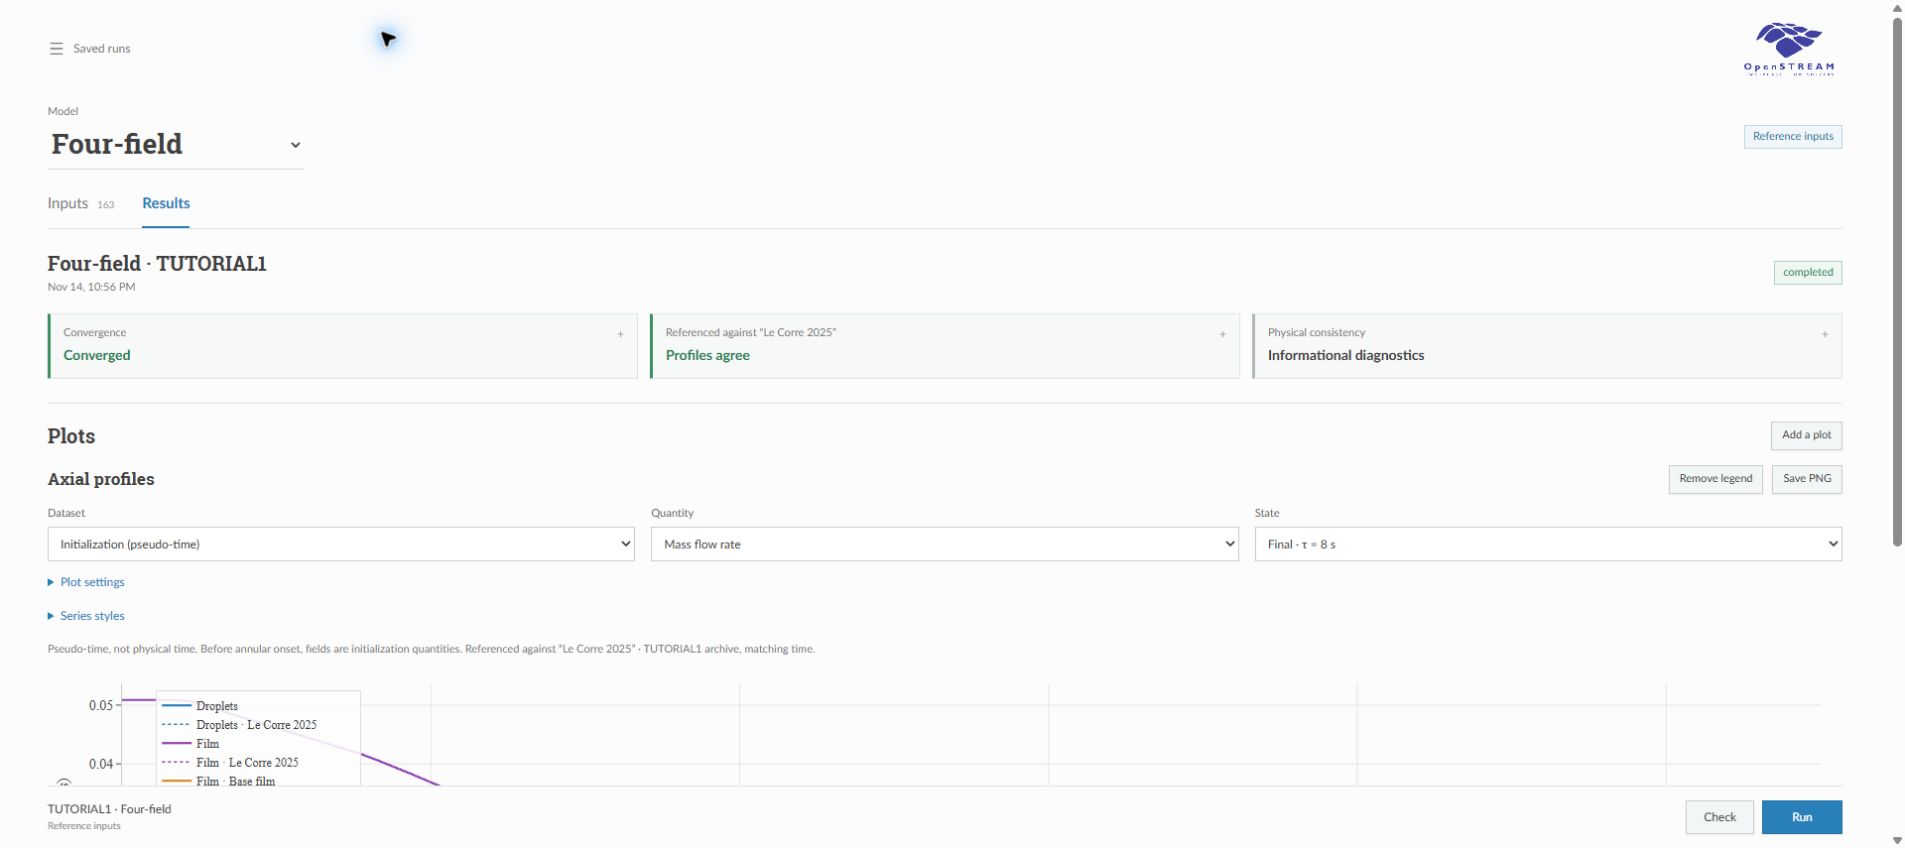 Saved runs
OpenSTREAM
Model
Four-field
Reference inputs
Inputs 163 Results
Four-field · TUTORIAL1
Nov 14, 10:56 PM
completed
Convergence +
Converged
Referenced against “Le Corre 2025” +
Profiles agree
Physical consistency +
Informational diagnostics
Plots
Add a plot
Axial profiles
Remove legend Save PNG
Dataset Quantity State
Initialization (pseudo-time) Mass flow rate Final · τ = 8 s
Plot settings
Series styles
Pseudo-time, not physical time. Before annular onset, fields are initialization quantities. Referenced against “Le Corre 2025” · TUTORIAL1 archive, matching time.
0.05
Droplets
Droplets · Le Corre 2025
Film
0.04
Film · Le Corre 2025
Film · Base film
TUTORIAL1 · Four-field
Reference inputs
Check Run